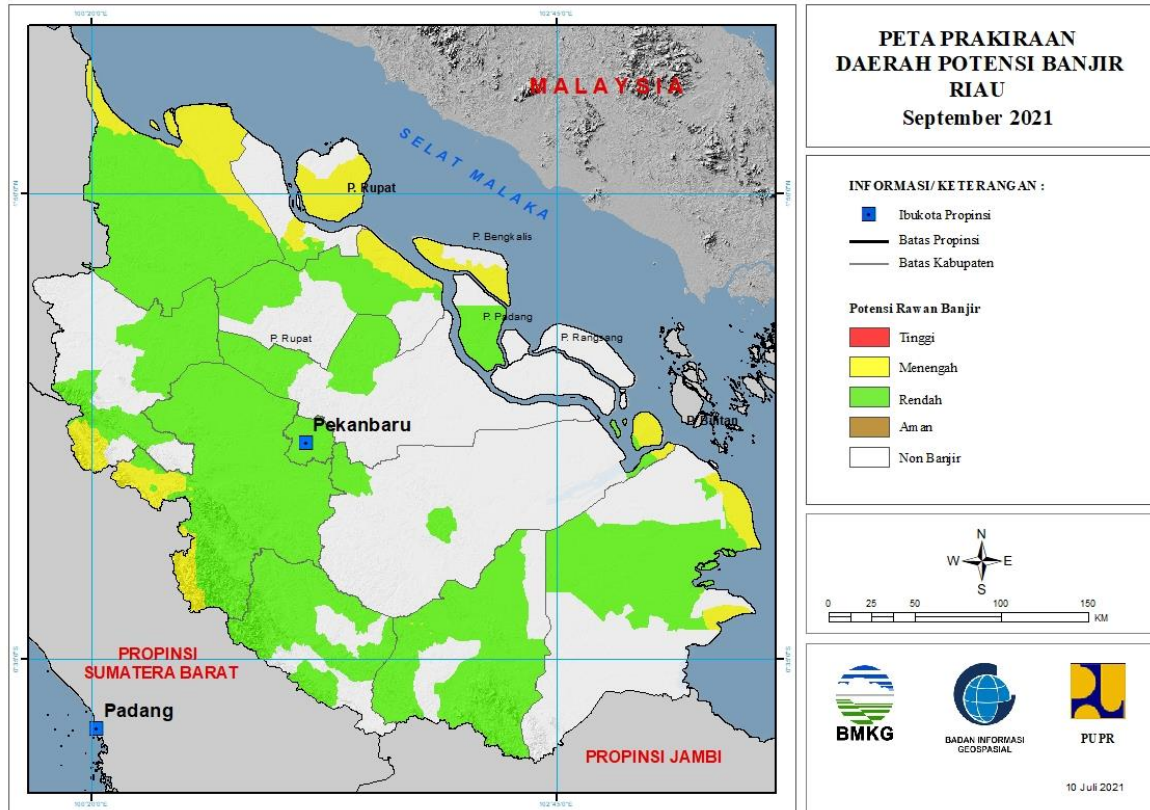 MALAYSIA
SELAT MALAKA
P. Rupat
P. Bengkalis
P. Padang
P. Rangsang
P. Rupat
Pekanbaru
PROPINSI
SUMATERA BARAT
Padang
PROPINSI JAMBI
PETA PRAKIRAAN
DAERAH POTENSI BANJIR
RIAU
September 2021
INFORMASI/KETERANGAN :
Ibukota Propinsi
Batas Propinsi
Batas Kabupaten
Potensi Rawan Banjir
Tinggi
Menengah
Rendah
Aman
Non Banjir
N
W E
S
0 25 50 100 150
KM
BMKG
BADAN INFORMASI
GEOSPASIAL
PUPR
10 Juli 2021